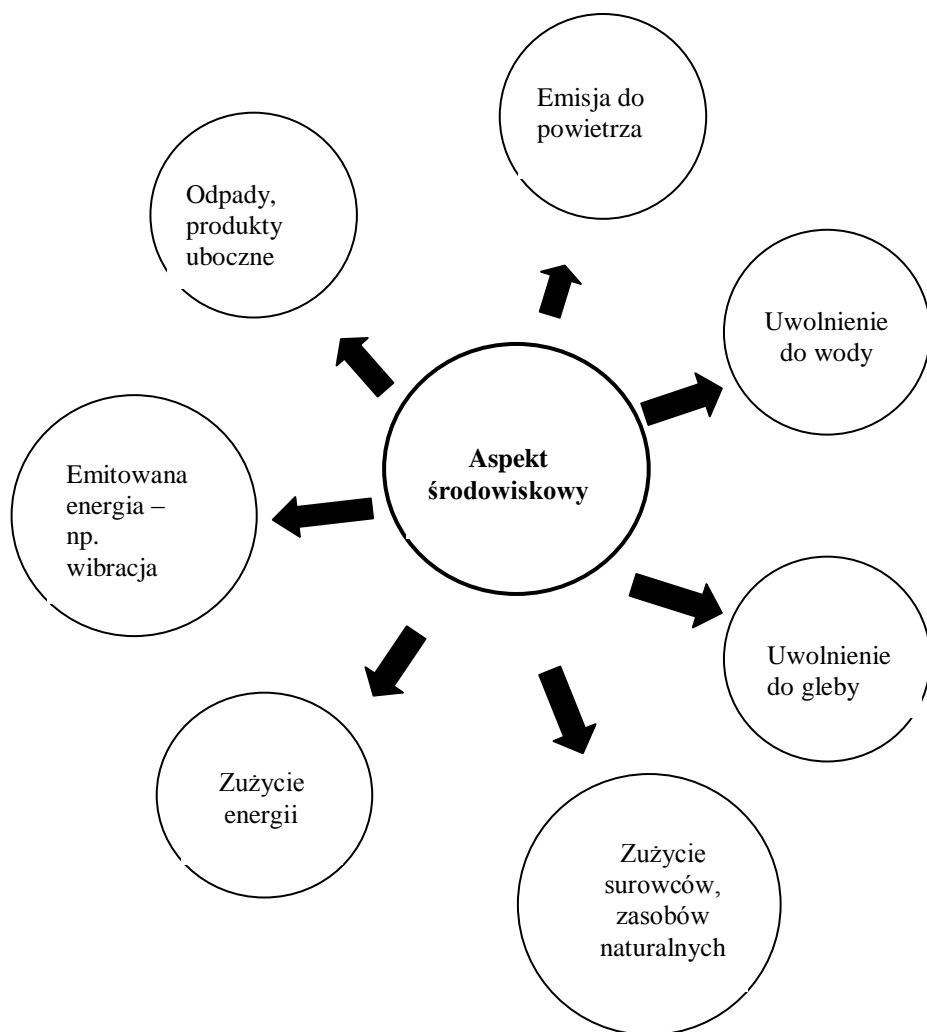 Emisja do
powietrza
Odpady,
produkty
uboczne
Uwolnienie
do wody
Aspekt
środowiskowy
Emitowana
energia –
np.
wibracja
Uwolnienie
do gleby
Zużycie
energii
Zużycie
surowców,
zasobów
naturalnych